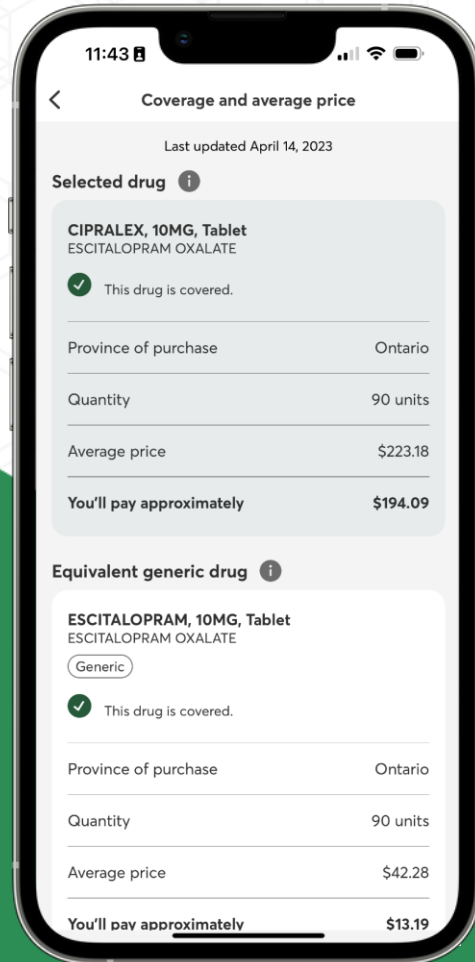 11:43
Coverage and average price
Last updated April 14, 2023
Selected drug i
CIPRALEX, 10MG, Tablet
ESCITALOPRAM OXALATE
This drug is covered.
Province of purchase Ontario
Quantity 90 units
Average price $223.18
You'll pay approximately $194.09
Equivalent generic drug i
ESCITALOPRAM, 10MG, Tablet
ESCITALOPRAM OXALATE
Generic
This drug is covered.
Province of purchase Ontario
Quantity 90 units
Average price $42.28
You'll pay approximately $13.19